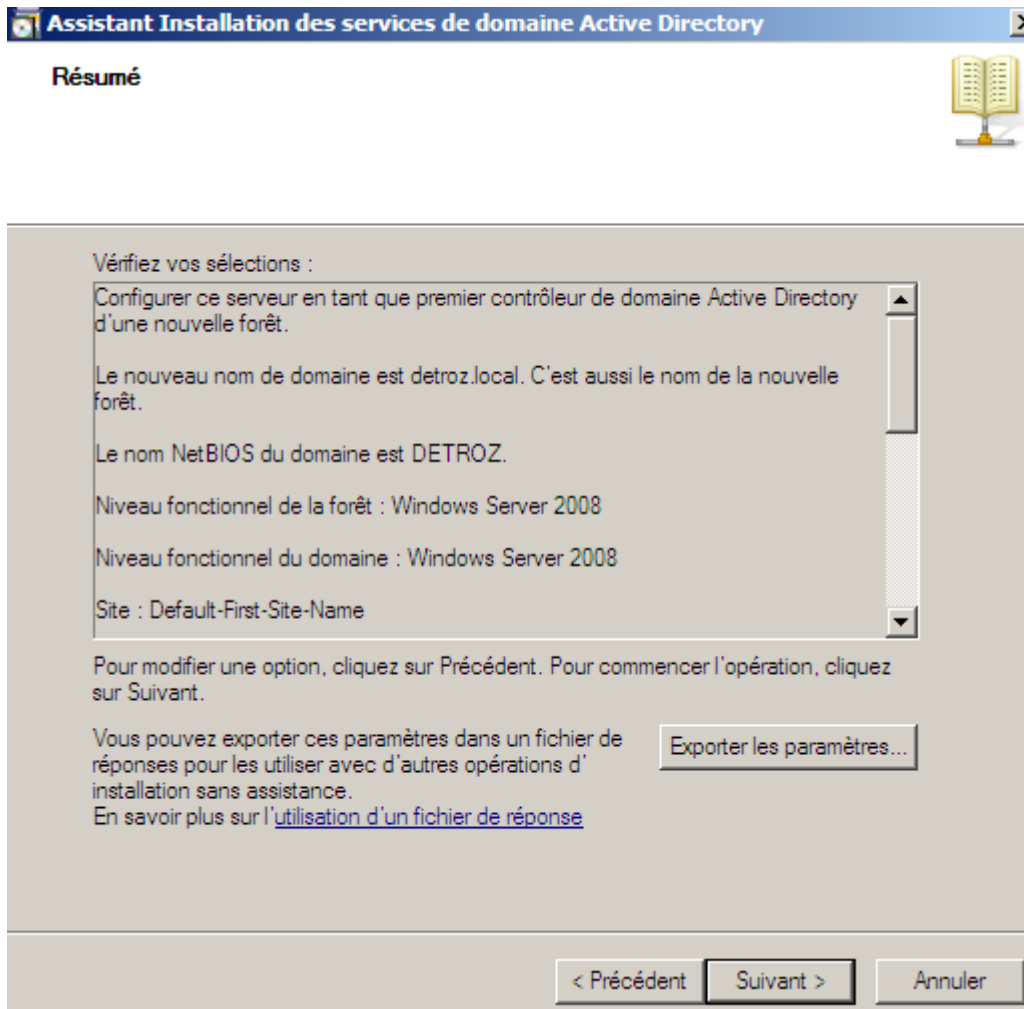 Assistant Installation des services de domaine Active Directory
Résumé
Vérifiez vos sélections :
Configurer ce serveur en tant que premier contrôleur de domaine Active Directory
d'une nouvelle forêt.
Le nouveau nom de domaine est detroz.local. C'est aussi le nom de la nouvelle
forêt.
Le nom NetBIOS du domaine est DETROZ.
Niveau fonctionnel de la forêt : Windows Server 2008
Niveau fonctionnel du domaine : Windows Server 2008
Site : Default-First-Site-Name
Pour modifier une option, cliquez sur Précédent. Pour commencer l'opération, cliquez
sur Suivant.
Vous pouvez exporter ces paramètres dans un fichier de
réponses pour les utiliser avec d'autres opérations d'
installation sans assistance.
En savoir plus sur l'utilisation d'un fichier de réponse
Exporter les paramètres...
< Précédent
Suivant >
Annuler